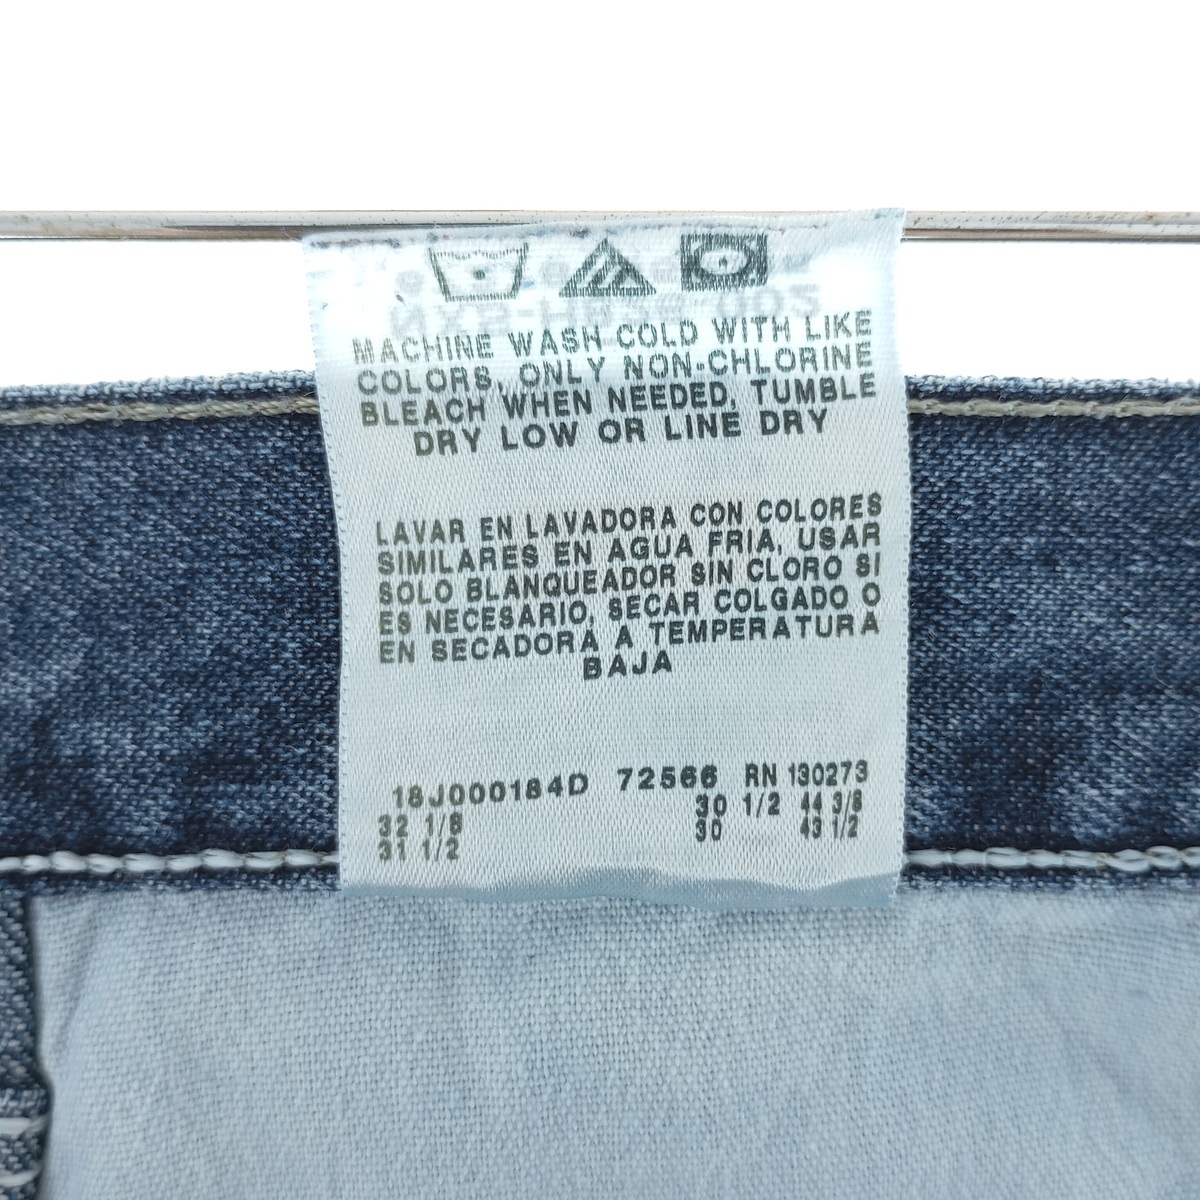 MACHINE WASH COLD WITH LIKE
COLORS, ONLY NON-CHLORINE
BLEACH WHEN NEEDED, TUMBLE
DRY LOW OR LINE DRY
LAVAR EN LAVADORA CON COLORES
SIMILARES EN AGUA FRIA, USAR
SOLO BLANQUEADOR SIN CLORO SI
ES NECESARIO, SECAR COLGADO O
EN SECADORA A TEMPERATURA
BAJA
18J000184D 72566 RN 130273
32 1/8 30 1/2 44 3/8
31 1/2 30 43 1/2